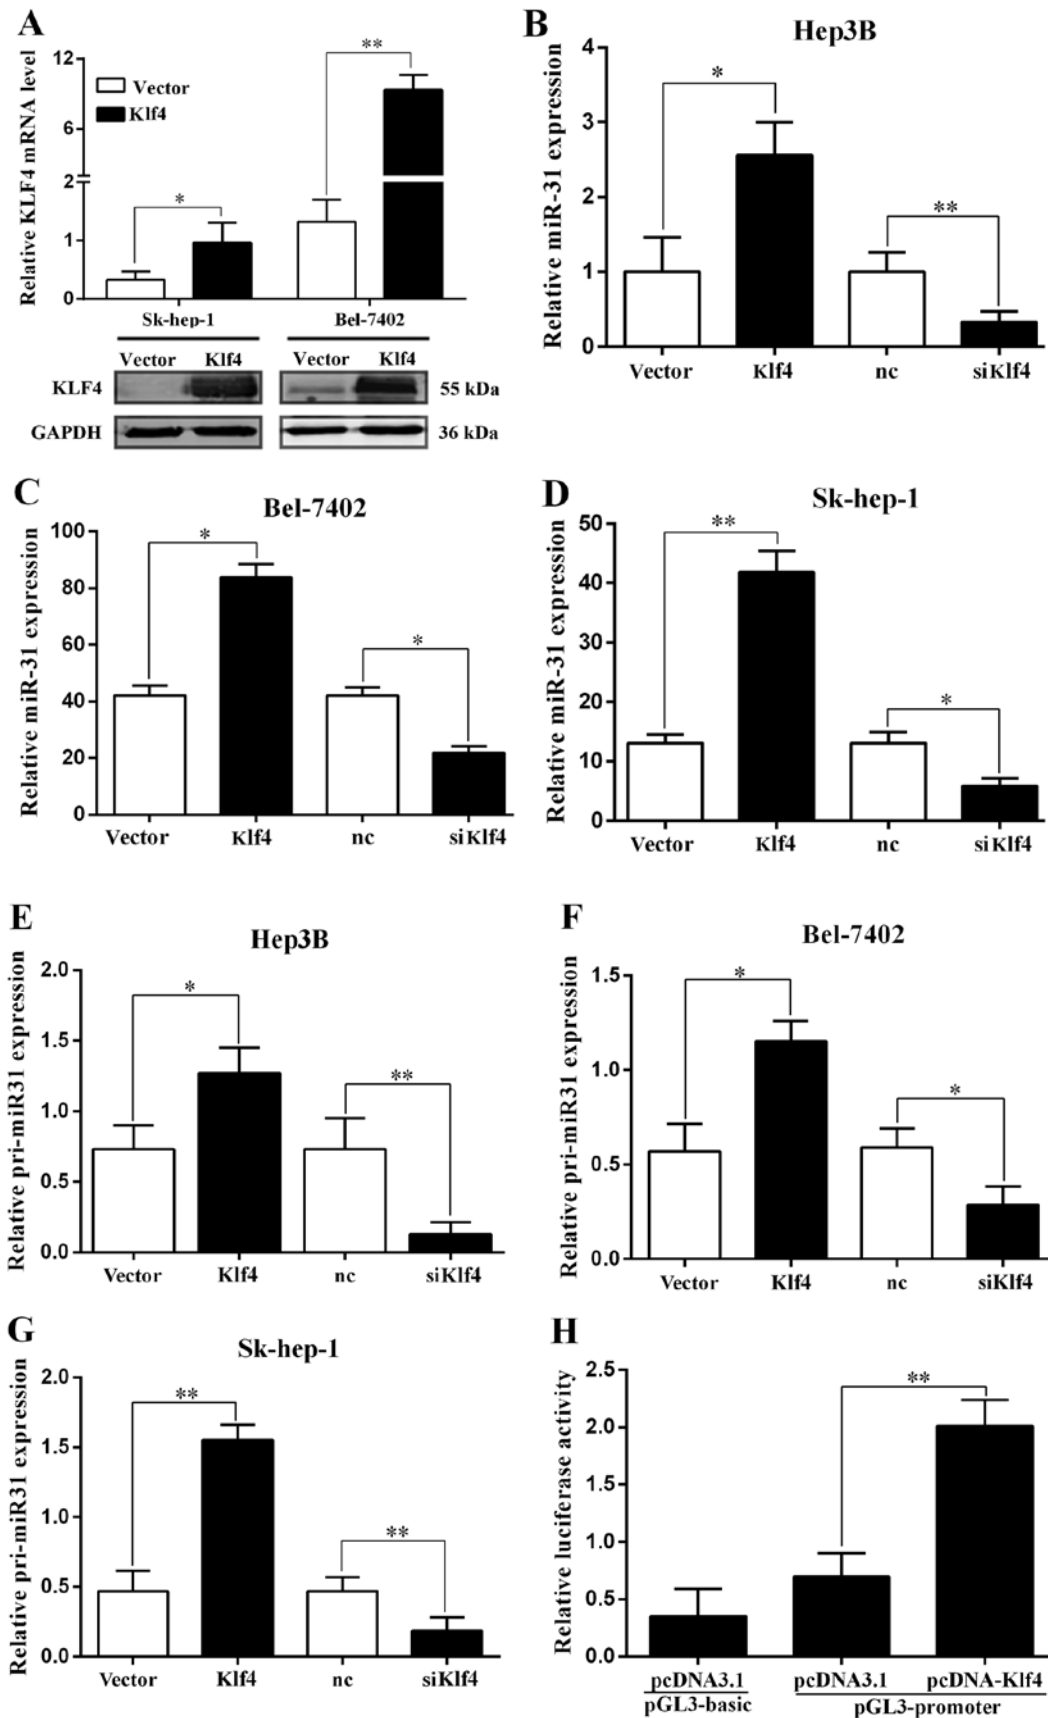 A
Relative KLF4 mRNA level
12
6
2
1
0
Vector
Klf4
*
**
Sk-hep-1
Bel-7402
Vector
Klf4
Vector
Klf4
KLF4
55 kDa
GAPDH
36 kDa
B
Hep3B
Relative miR-31 expression
4
3
2
1
0
*
**
Vector
Klf4
nc
siKlf4
C
Bel-7402
Relative miR-31 expression
100
80
60
40
20
0
*
*
Vector
Klf4
nc
siKlf4
D
Sk-hep-1
Relative miR-31 expression
50
40
30
20
10
0
**
*
Vector
Klf4
nc
siKlf4
E
Hep3B
Relative pri-miR31 expression
2.0
1.5
1.0
0.5
0.0
*
**
Vector
Klf4
nc
siKlf4
F
Bel-7402
Relative pri-miR31 expression
1.5
1.0
0.5
0.0
*
*
Vector
Klf4
nc
siKlf4
G
Sk-hep-1
Relative pri-miR31 expression
2.0
1.5
1.0
0.5
0.0
**
**
Vector
Klf4
nc
siKlf4
H
Relative luciferase activity
2.5
2.0
1.5
1.0
0.5
0.0
**
pcDNA3.1
pcDNA3.1
pcDNA-Klf4
pGL3-basic
pGL3-promoter